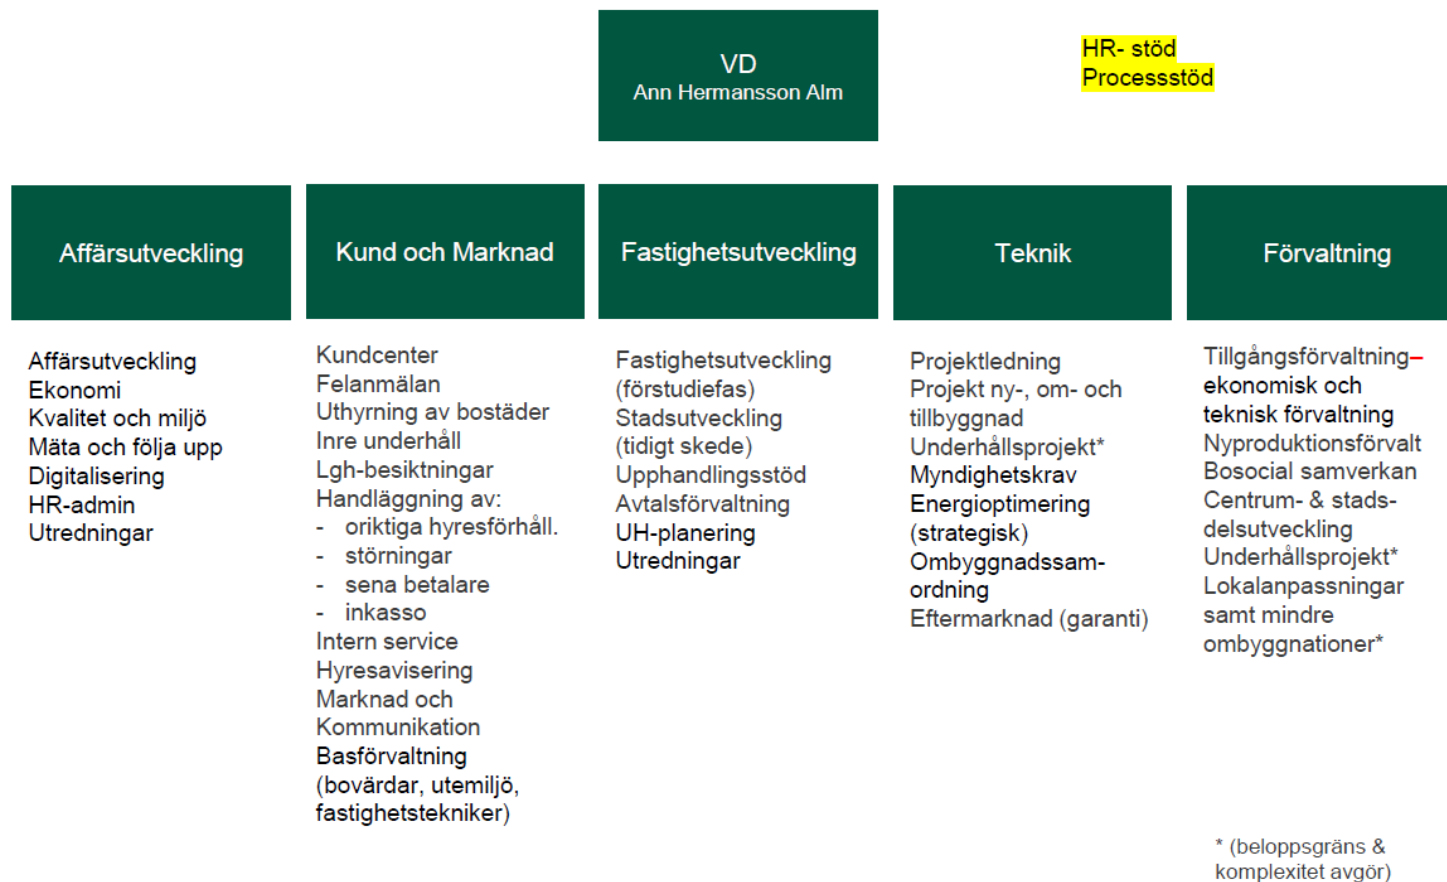 VD
Ann Hermansson Alm
HR- stöd
Processstöd
Affärsutveckling
Affärsutveckling
Ekonomi
Kvalitet och miljö
Mäta och följa upp
Digitalisering
HR-admin
Utredningar
Kund och Marknad
Kundcenter
Felanmälan
Uthyrning av bostäder
Inre underhåll
Lgh-besiktningar
Handläggning av:
- oriktiga hyresförhåll.
- störningar
- sena betalare
- inkasso
Intern service
Hyresavisering
Marknad och
Kommunikation
Basförvaltning
(bovärdar, utemiljö,
fastighetstekniker)
Fastighetsutveckling
Fastighetsutveckling
(förstudiefas)
Stadsutveckling
(tidigt skede)
Upphandlingsstöd
Avtalsförvaltning
UH-planering
Utredningar
Teknik
Projektledning
Projekt ny-, om- och
tillbyggnad
Underhållsprojekt*
Myndighetskrav
Energioptimering
(strategisk)
Ombyggnadssam-
ordning
Eftermarknad (garanti)
Förvaltning
Tillgångsförvaltning–
ekonomisk och
teknisk förvaltning
Nyproduktionsförvalt
Bosocial samverkan
Centrum- & stads-
delsutveckling
Underhållsprojekt*
Lokalanpassningar
samt mindre
ombyggnationer*
* (beloppsgräns &
komplexitet avgör)